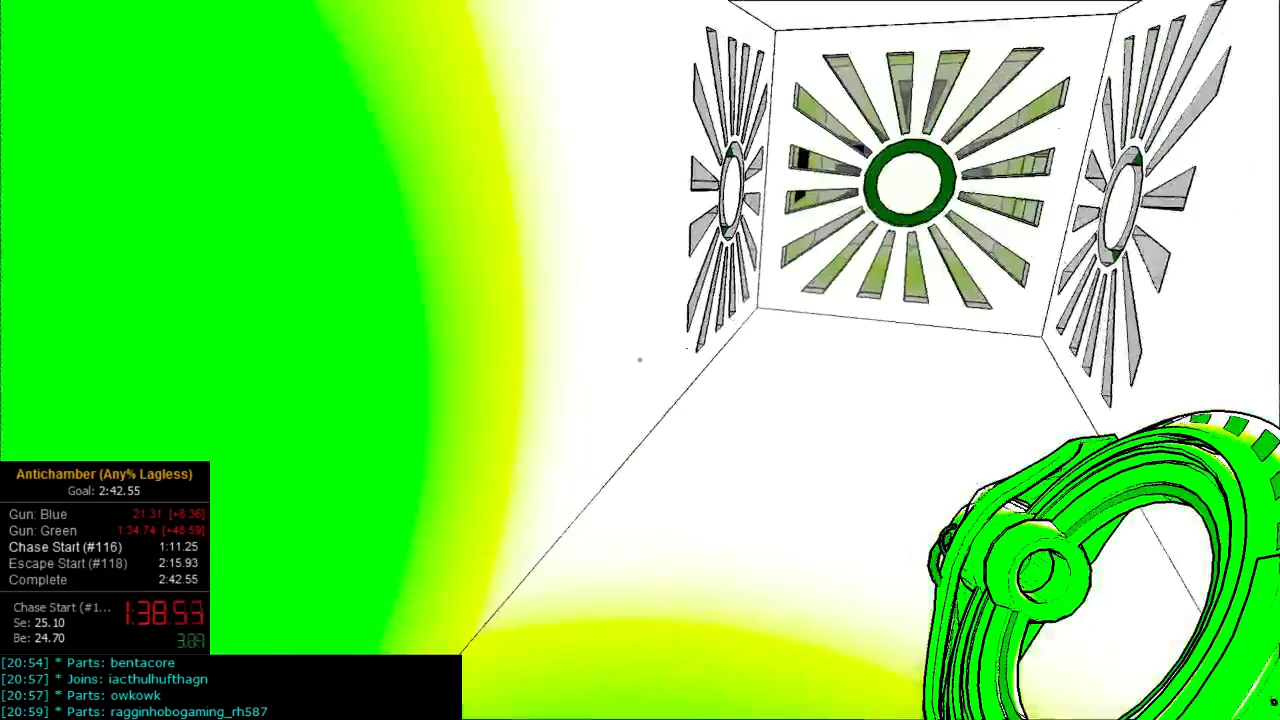 Antichamber (Any% Lagless)
Goal: 2:42.55
Gun: Blue 21.31 [+8.36]
Gun: Green 1:34.74 [+48.59]
Chase Start (#116) 1:11.25
Escape Start (#118) 2:15.93
Complete 2:42.55
Chase Start (#1... 1:38.53
Se: 25.10
Be: 24.70 3.89
[20:54] * Parts: bentacore
[20:57] * Joins: iacthulhufthagn
[20:57] * Parts: owkowk
[20:59] * Parts: ragginhobogaming_rh587